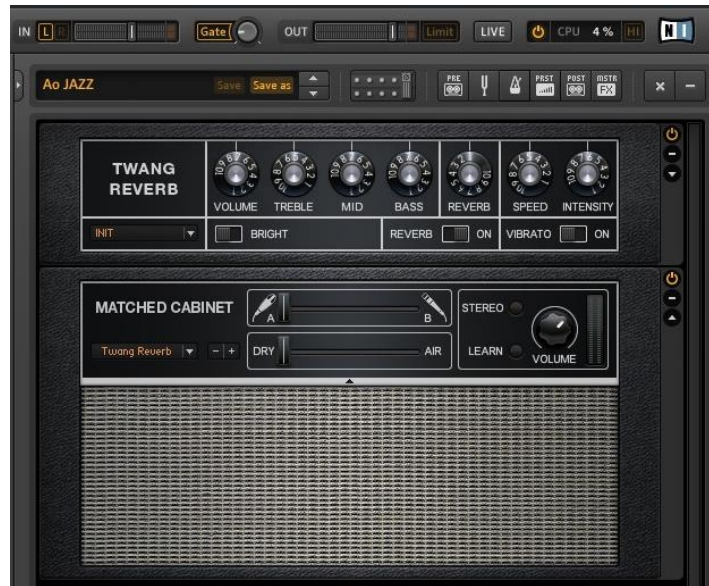 IN L R Gate OUT Limit LIVE CPU 4 % HI N I
Ao JAZZ Save Save as PRE PRST POST MSTR FX
TWANG
REVERB
VOLUME TREBLE MID BASS REVERB SPEED INTENSITY
INIT BRIGHT REVERB ON VIBRATO ON
MATCHED CABINET A B STEREO
Twang Reverb - + DRY AIR LEARN VOLUME